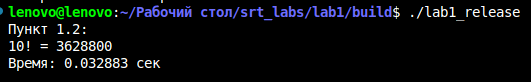 lenovo@lenovo:~/Рабочий стол/srt_labs/lab1/build$ ./lab1_release
Пункт 1.2:
10! = 3628800
Время: 0.032883 сек